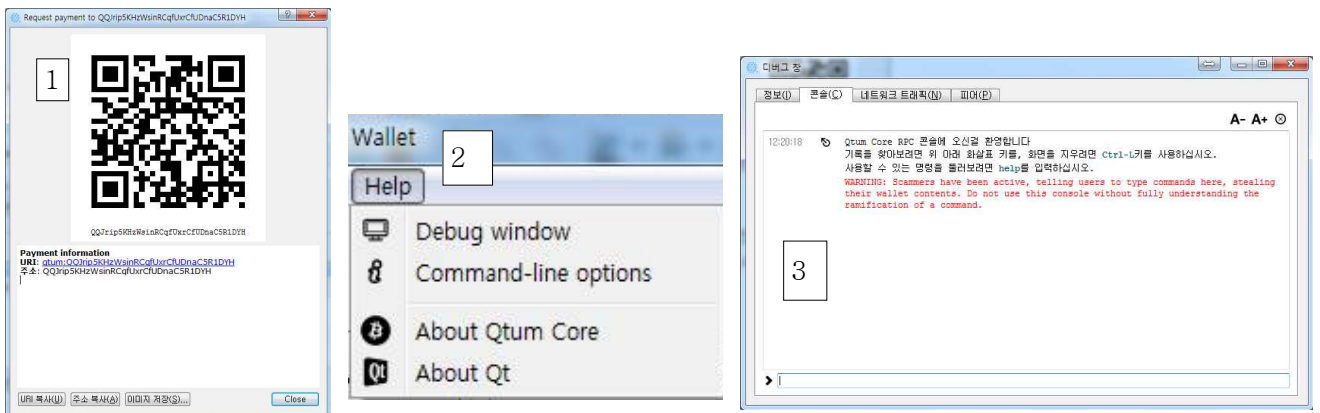 Request payment to QQJrip5KHzWsinRCqfUxrCfUDnaC5R1DYH
1
QQJrip5KHzWsinRCqfUxrCfUDnaC5R1DYH
Payment information
URI: qtum:QQJrip5KHzWsinRCqfUxrCfUDnaC5R1DYH
주소: QQJrip5KHzWsinRCqfUxrCfUDnaC5R1DYH
URI 복사(U) 주소 복사(A) 이미지 저장(S)... Close
Wallet
2
Help
Debug window
Command-line options
About Qtum Core
About Qt
디버그 창
정보(I) 콘솔(C) 네트워크 트래픽(N) 피어(P)
A- A+
12:20:18 Qtum Core RPC 콘솔에 오신걸 환영합니다
기록을 찾아보려면 위 아래 화살표 키를, 화면을 지우려면 Ctrl-L키를 사용하십시오.
사용할 수 있는 명령을 둘러보려면 help를 입력하십시오.
WARNING: Scammers have been active, telling users to type commands here, stealing
their wallet contents. Do not use this console without fully understanding the
ramification of a command.
3